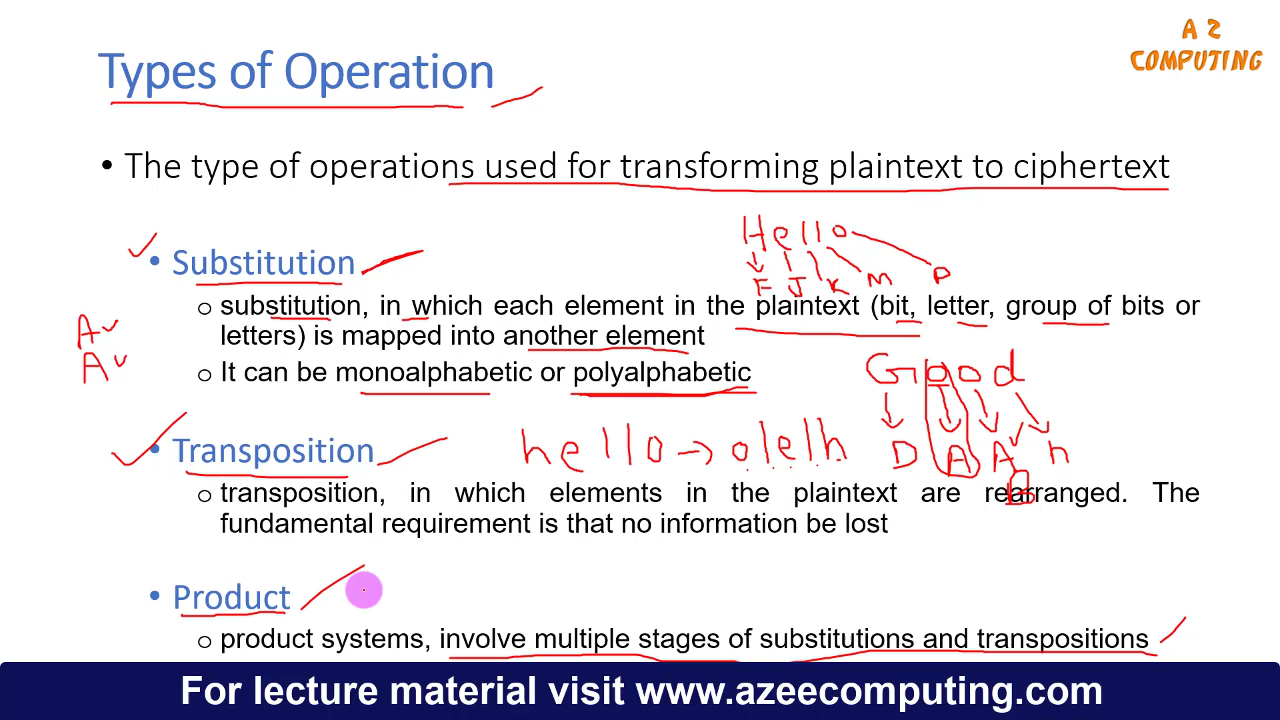 A Z
COMPUTING
Types of Operation
• The type of operations used for transforming plaintext to ciphertext
Hello
F J K M P
• Substitution
o substitution, in which each element in the plaintext (bit, letter, group of bits or
letters) is mapped into another element
A
A
o It can be monoalphabetic or polyalphabetic
Good
• Transposition
hello → olelh
D A A h
B
o transposition, in which elements in the plaintext are rearranged. The
fundamental requirement is that no information be lost
• Product
o product systems, involve multiple stages of substitutions and transpositions
For lecture material visit www.azeecomputing.com